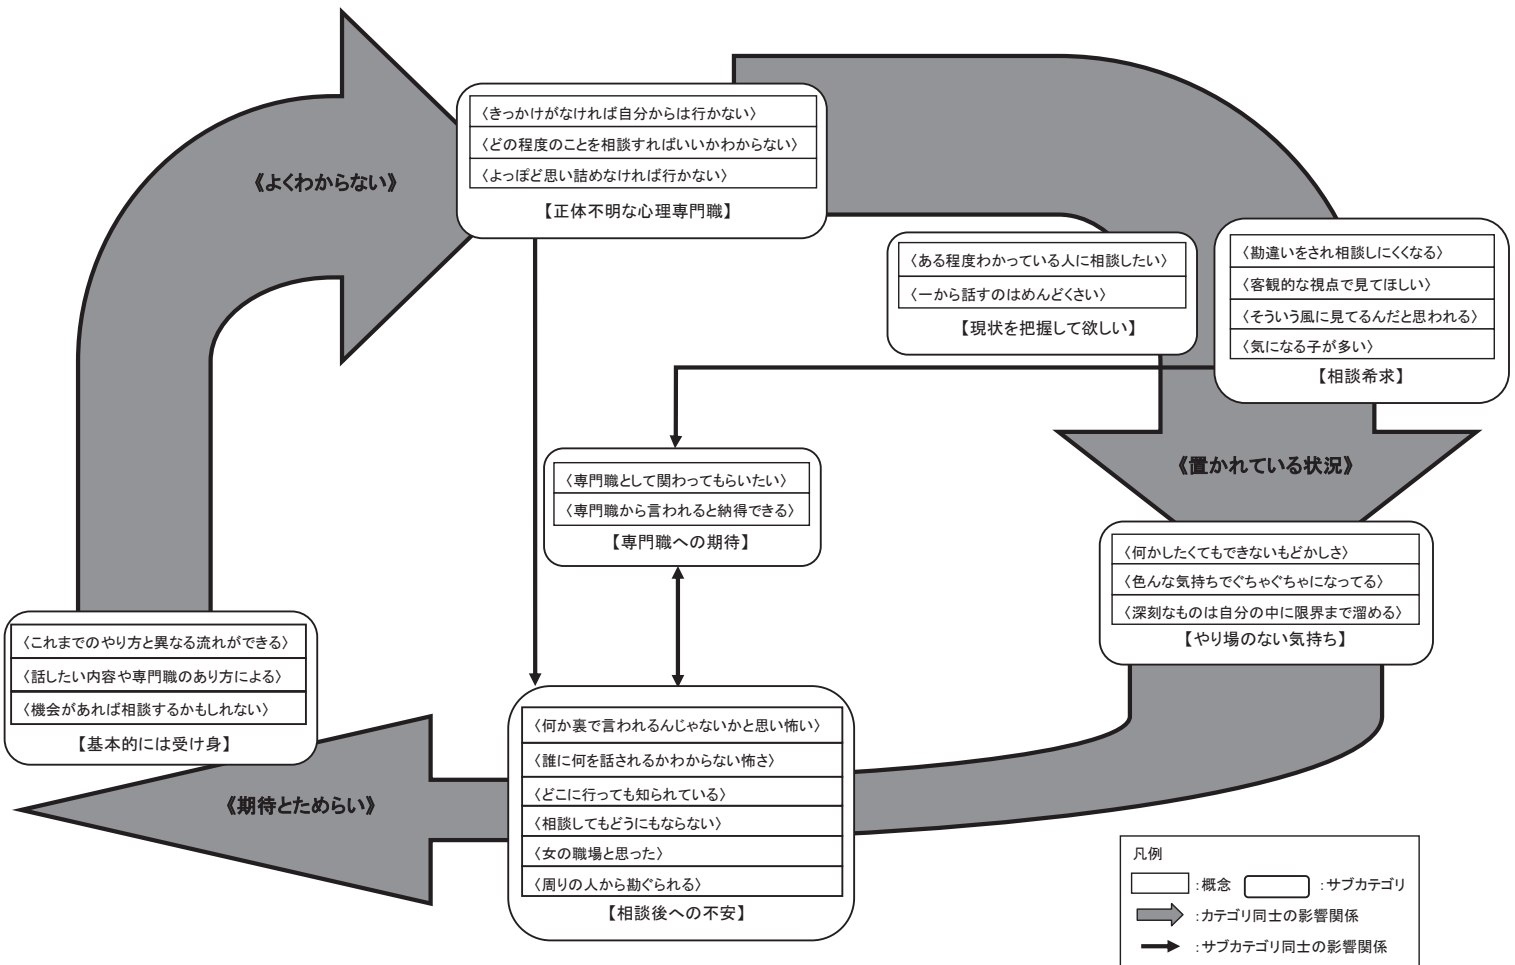 《よくわからない》
〈きっかけがなければ自分からは行かない〉
〈どの程度のことを相談すればいいかわからない〉
〈よっぽど思い詰めなければ行かない〉
【正体不明な心理専門職】
〈ある程度わかっている人に相談したい〉
〈一から話すのはめんどくさい〉
【現状を把握して欲しい】
〈勘違いをされ相談しにくくなる〉
〈客観的な視点で見てほしい〉
〈そういう風に見てるんだと思われる〉
〈気になる子が多い〉
【相談希求】
《置かれている状況》
〈専門職として関わってもらいたい〉
〈専門職から言われると納得できる〉
【専門職への期待】
〈何かしたくてもできないもどかしさ〉
〈色んな気持ちでぐちゃぐちゃになってる〉
〈深刻なものは自分の中に限界まで溜める〉
【やり場のない気持ち】
〈これまでのやり方と異なる流れができる〉
〈話したい内容や専門職のあり方による〉
〈機会があれば相談するかもしれない〉
【基本的には受け身】
《期待とためらい》
〈何か裏で言われるんじゃないかと思い怖い〉
〈誰に何を話されるかわからない怖さ〉
〈どこに行っても知られている〉
〈相談してもどうにもならない〉
〈女の職場と思った〉
〈周りの人から勘ぐられる〉
【相談後への不安】
凡例
:概念 :サブカテゴリ
:カテゴリ同士の影響関係
:サブカテゴリ同士の影響関係